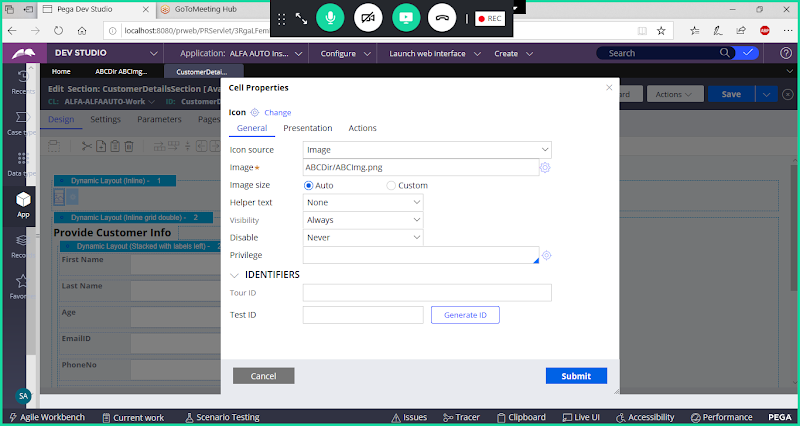 Pega Dev Studio
GoToMeeting Hub
REC
localhost:8080/prweb/PRServlet/3RgaLFem
DEV STUDIO
Application: ALFA AUTO Ins...
Configure
Launch web interface
Create
Search
Home
ABCDir ABCImg...
CustomerDetai...
Edit Section: CustomerDetailsSection [Ava
CL: ALFA-ALFAAUTO-Work
ID: CustomerDe
Actions
Save
Design
Settings
Parameters
Pages
Recents
Case types
Data types
App
Records
Favorites
SA
Dynamic Layout (Inline) - 1
Dynamic Layout (Inline grid double) - 2
Provide Customer Info
Dynamic Layout (Stacked with labels left) - 2
First Name
Last Name
Age
EmailID
PhoneNo
Cell Properties
Icon
Change
General
Presentation
Actions
Icon source
Image
Image
ABCDir/ABCImg.png
Image size
Auto
Custom
Helper text
None
Visibility
Always
Disable
Never
Privilege
IDENTIFIERS
Tour ID
Test ID
Generate ID
Cancel
Submit
Agile Workbench
Current work
Scenario Testing
Issues
Tracer
Clipboard
Live UI
Accessibility
Performance
PEGA